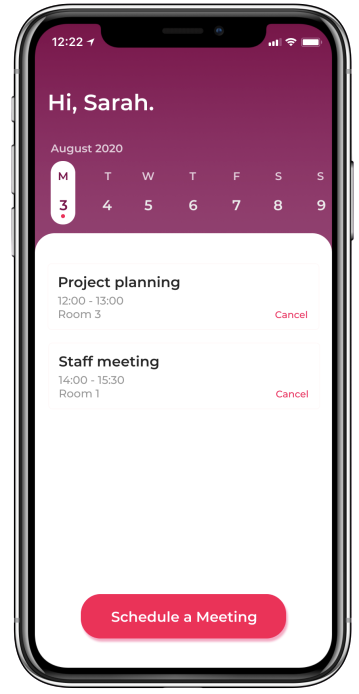 12:22
Hi, Sarah.
August 2020
M T W T F S S
3 4 5 6 7 8 9
Project planning
12:00 - 13:00
Room 3
Cancel
Staff meeting
14:00 - 15:30
Room 1
Cancel
Schedule a Meeting